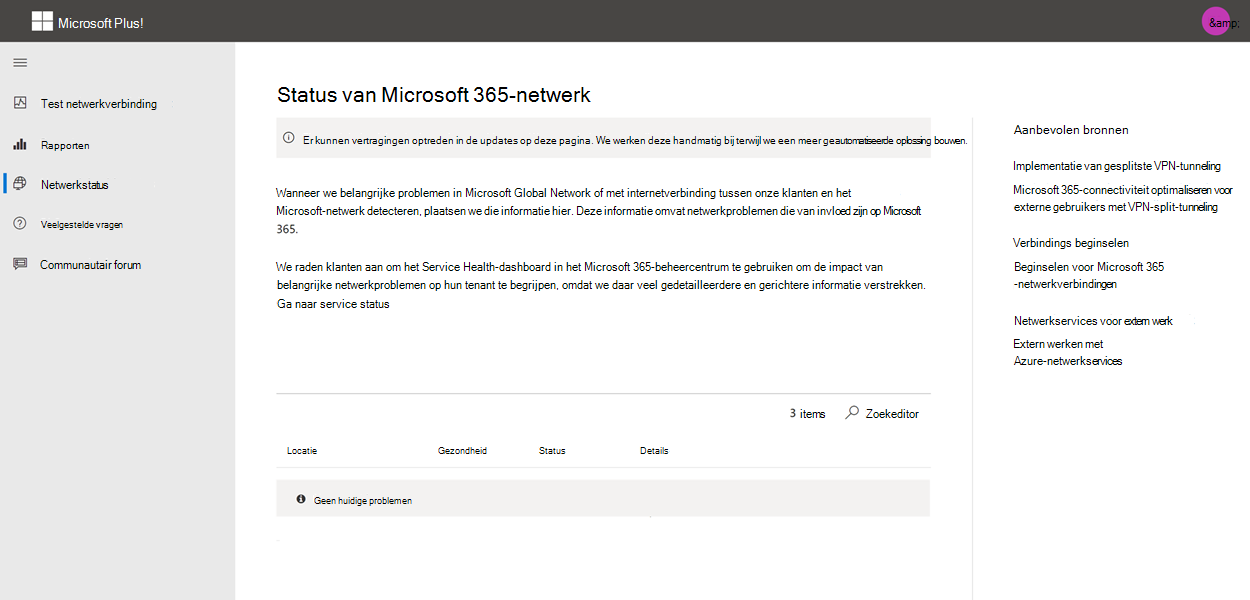 Microsoft Plus!
&amp;
Test netwerkverbinding
Rapporten
Netwerkstatus
Veelgestelde vragen
Communautair forum
Status van Microsoft 365-netwerk
Er kunnen vertragingen optreden in de updates op deze pagina. We werken deze handmatig bij terwijl we een meer geautomatiseerde oplossing bouwen.
Wanneer we belangrijke problemen in Microsoft Global Network of met internetverbinding tussen onze klanten en het
Microsoft-netwerk detecteren, plaatsen we die informatie hier. Deze informatie omvat netwerkproblemen die van invloed zijn op Microsoft
365.
We raden klanten aan om het Service Health-dashboard in het Microsoft 365-beheercentrum te gebruiken om de impact van
belangrijke netwerkproblemen op hun tenant te begrijpen, omdat we daar veel gedetailleerdere en gerichtere informatie verstrekken.
Ga naar service status
3 items
Zoekeditor
Locatie
Gezondheid
Status
Details
Geen huidige problemen
Aanbevolen bronnen
Implementatie van gesplitste VPN-tunneling
Microsoft 365-connectiviteit optimaliseren voor
externe gebruikers met VPN-split-tunneling
Verbindings beginselen
Beginselen voor Microsoft 365
-netwerkverbindingen
Netwerkservices voor extern werk
Extern werken met
Azure-netwerkservices